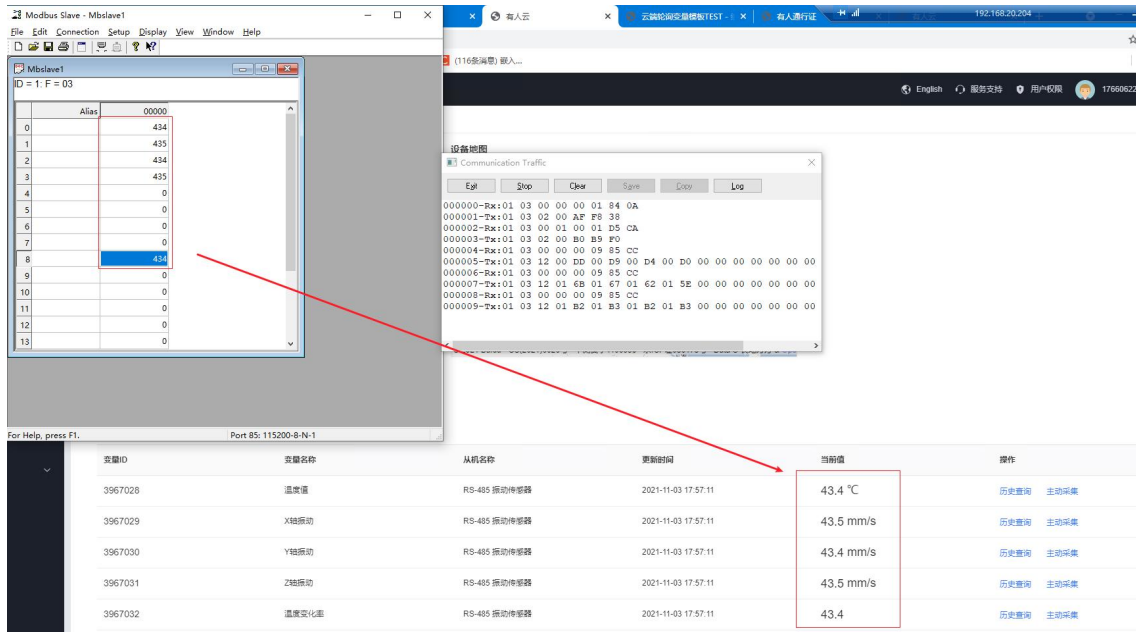 Modbus Slave - Mbslave1
File Edit Connection Setup Display View Window Help
Mbslave1
ID = 1: F = 03
Alias 00000
0 434
1 435
2 434
3 435
4 0
5 0
6 0
7 0
8 434
9 0
10 0
11 0
12 0
13 0
For Help, press F1. Port 85: 115200-8-N-1
有人云
云端轮询变量模板TEST -
有人通行证
192.168.20.204
(116条消息) 嵌入...
English 服务支持 用户权限 17660622
设备地图
Communication Traffic
Exit Stop Clear Save Copy Log
000000-Rx:01 03 00 00 00 01 84 0A
000001-Tx:01 03 02 00 AF F8 38
000002-Rx:01 03 00 01 00 01 D5 CA
000003-Tx:01 03 02 00 B0 B9 F0
000004-Rx:01 03 00 00 00 09 85 CC
000005-Tx:01 03 12 00 DD 00 D9 00 D4 00 D0 00 00 00 00 00 00 00
000006-Rx:01 03 00 00 00 09 85 CC
000007-Tx:01 03 12 01 6B 01 67 01 62 01 5E 00 00 00 00 00 00 00
000008-Rx:01 03 00 00 00 09 85 CC
000009-Tx:01 03 12 01 B2 01 B3 01 B2 01 B3 00 00 00 00 00 00 00
变量ID 变量名称 从机名称 更新时间 当前值 操作
3967028 温度值 RS-485 振动传感器 2021-11-03 17:57:11 43.4 ℃ 历史查询 主动采集
3967029 X轴振动 RS-485 振动传感器 2021-11-03 17:57:11 43.5 mm/s 历史查询 主动采集
3967030 Y轴振动 RS-485 振动传感器 2021-11-03 17:57:11 43.4 mm/s 历史查询 主动采集
3967031 Z轴振动 RS-485 振动传感器 2021-11-03 17:57:11 43.5 mm/s 历史查询 主动采集
3967032 温度变化率 RS-485 振动传感器 2021-11-03 17:57:11 43.4 历史查询 主动采集